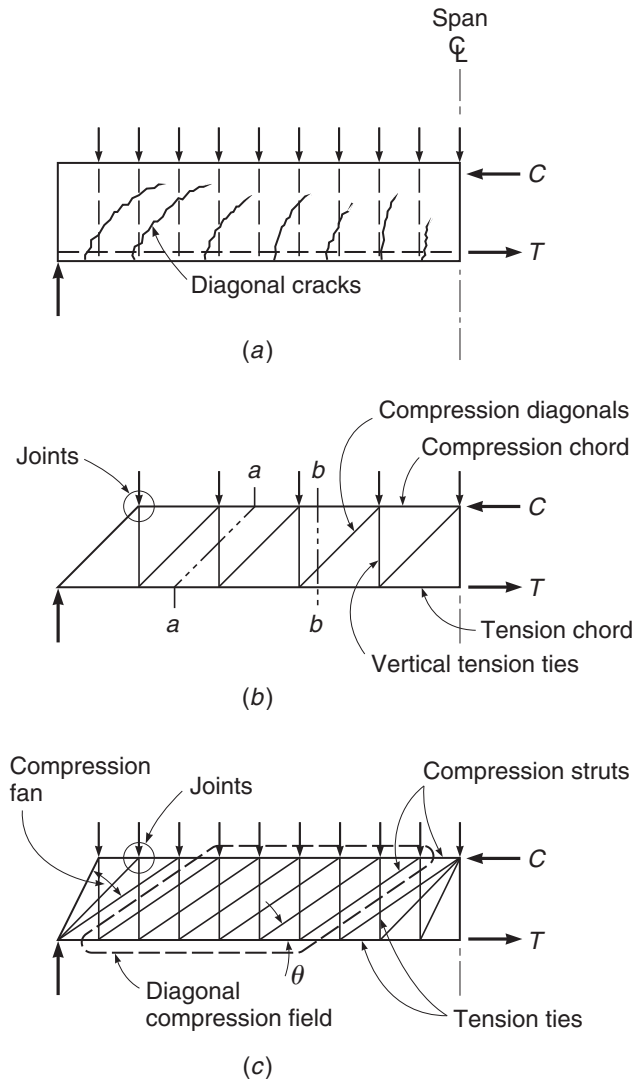 Span
℄
C
T
Diagonal cracks
(a)
Compression diagonals
Compression chord
Joints
a
b
C
a
b
T
Tension chord
Vertical tension ties
(b)
Compression
fan
Joints
Compression struts
C
T
θ
Diagonal
compression field
Tension ties
(c)